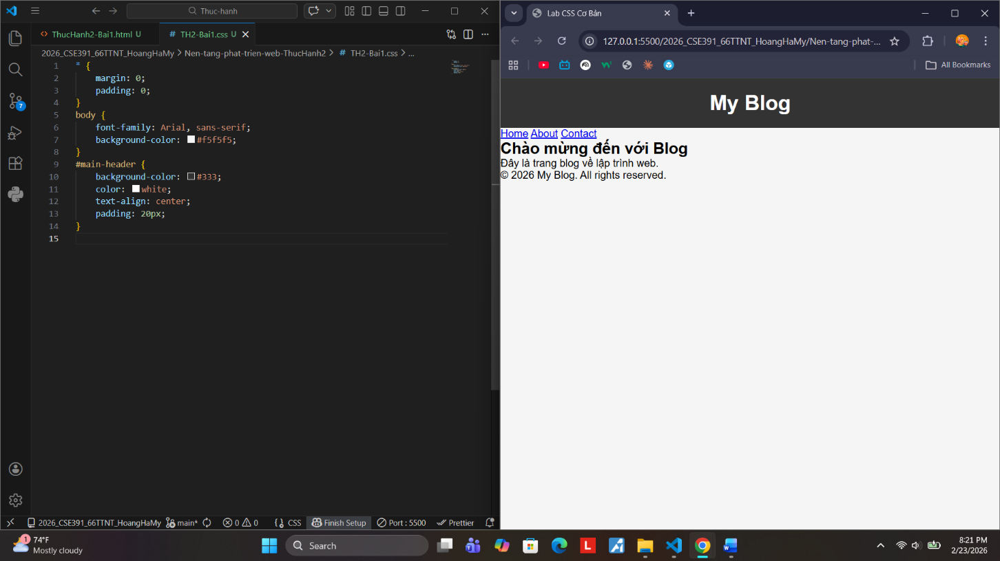 Thuc-hanh
ThucHanh2-Bai1.html U
# TH2-Bai1.css U
2026_CSE391_66TTNT_HoangHaMy > Nen-tang-phat-trien-web-ThucHanh2 > # TH2-Bai1.css > ...
1 * {
2 margin: 0;
3 padding: 0;
4 }
5 body {
6 font-family: Arial, sans-serif;
7 background-color: #f5f5f5;
8 }
9 #main-header {
10 background-color: #333;
11 color: white;
12 text-align: center;
13 padding: 20px;
14 }
15
7
2026_CSE391_66TTNT_HoangHaMy main* 0 0 {} CSS Finish Setup Port : 5500 Prettier
Lab CSS Cơ Bản
127.0.0.1:5500/2026_CSE391_66TTNT_HoangHaMy/Nen-tang-phat-...
All Bookmarks
My Blog
Home About Contact
Chào mừng đến với Blog
Đây là trang blog về lập trình web.
© 2026 My Blog. All rights reserved.
1
74°F
Mostly cloudy
Search
L
8:21 PM
2/23/2026